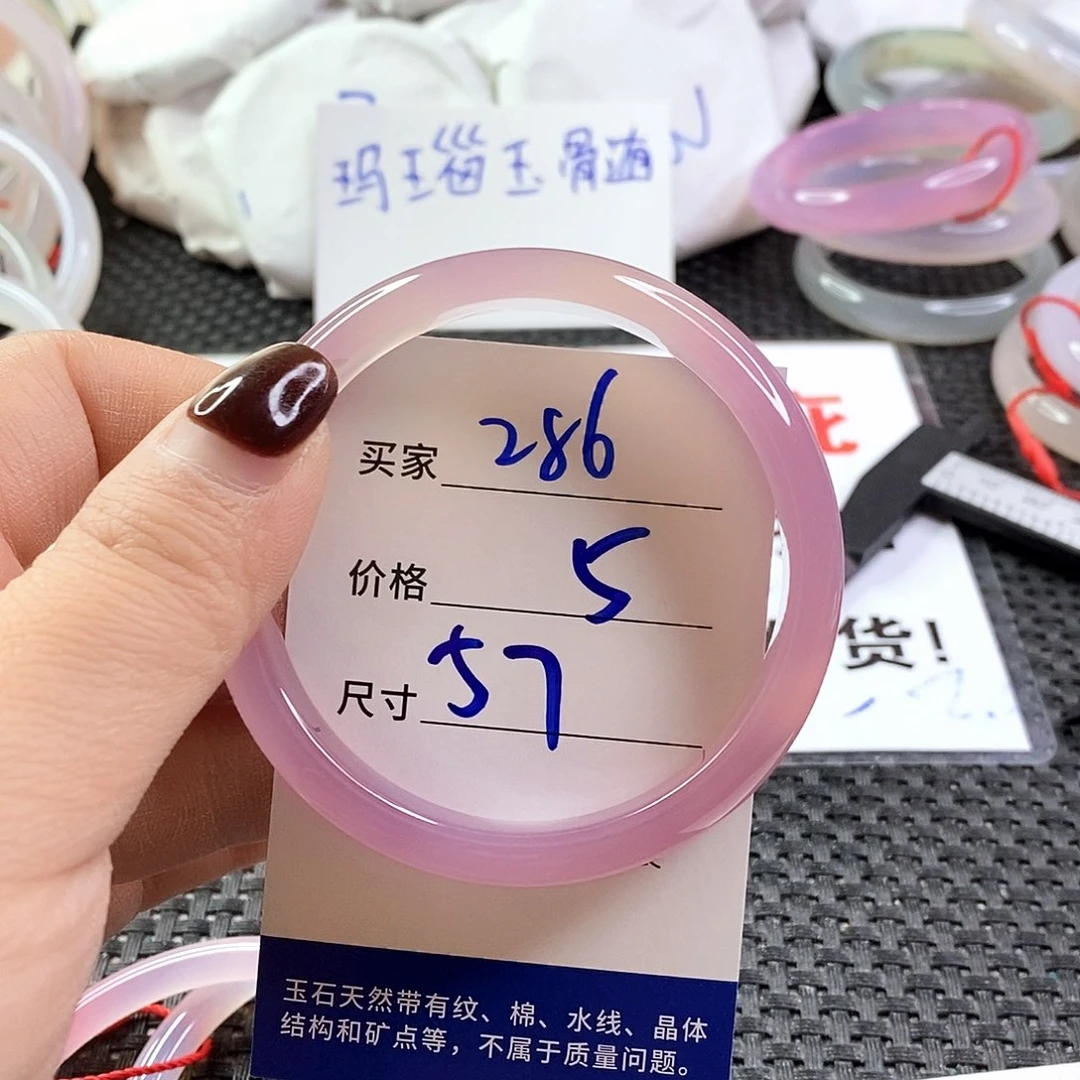 玛瑙玉骨髓
买家 286
价格 5
尺寸 57
货!
玉石天然带有纹、棉、水线、晶体
结构和矿点等，不属于质量问题。